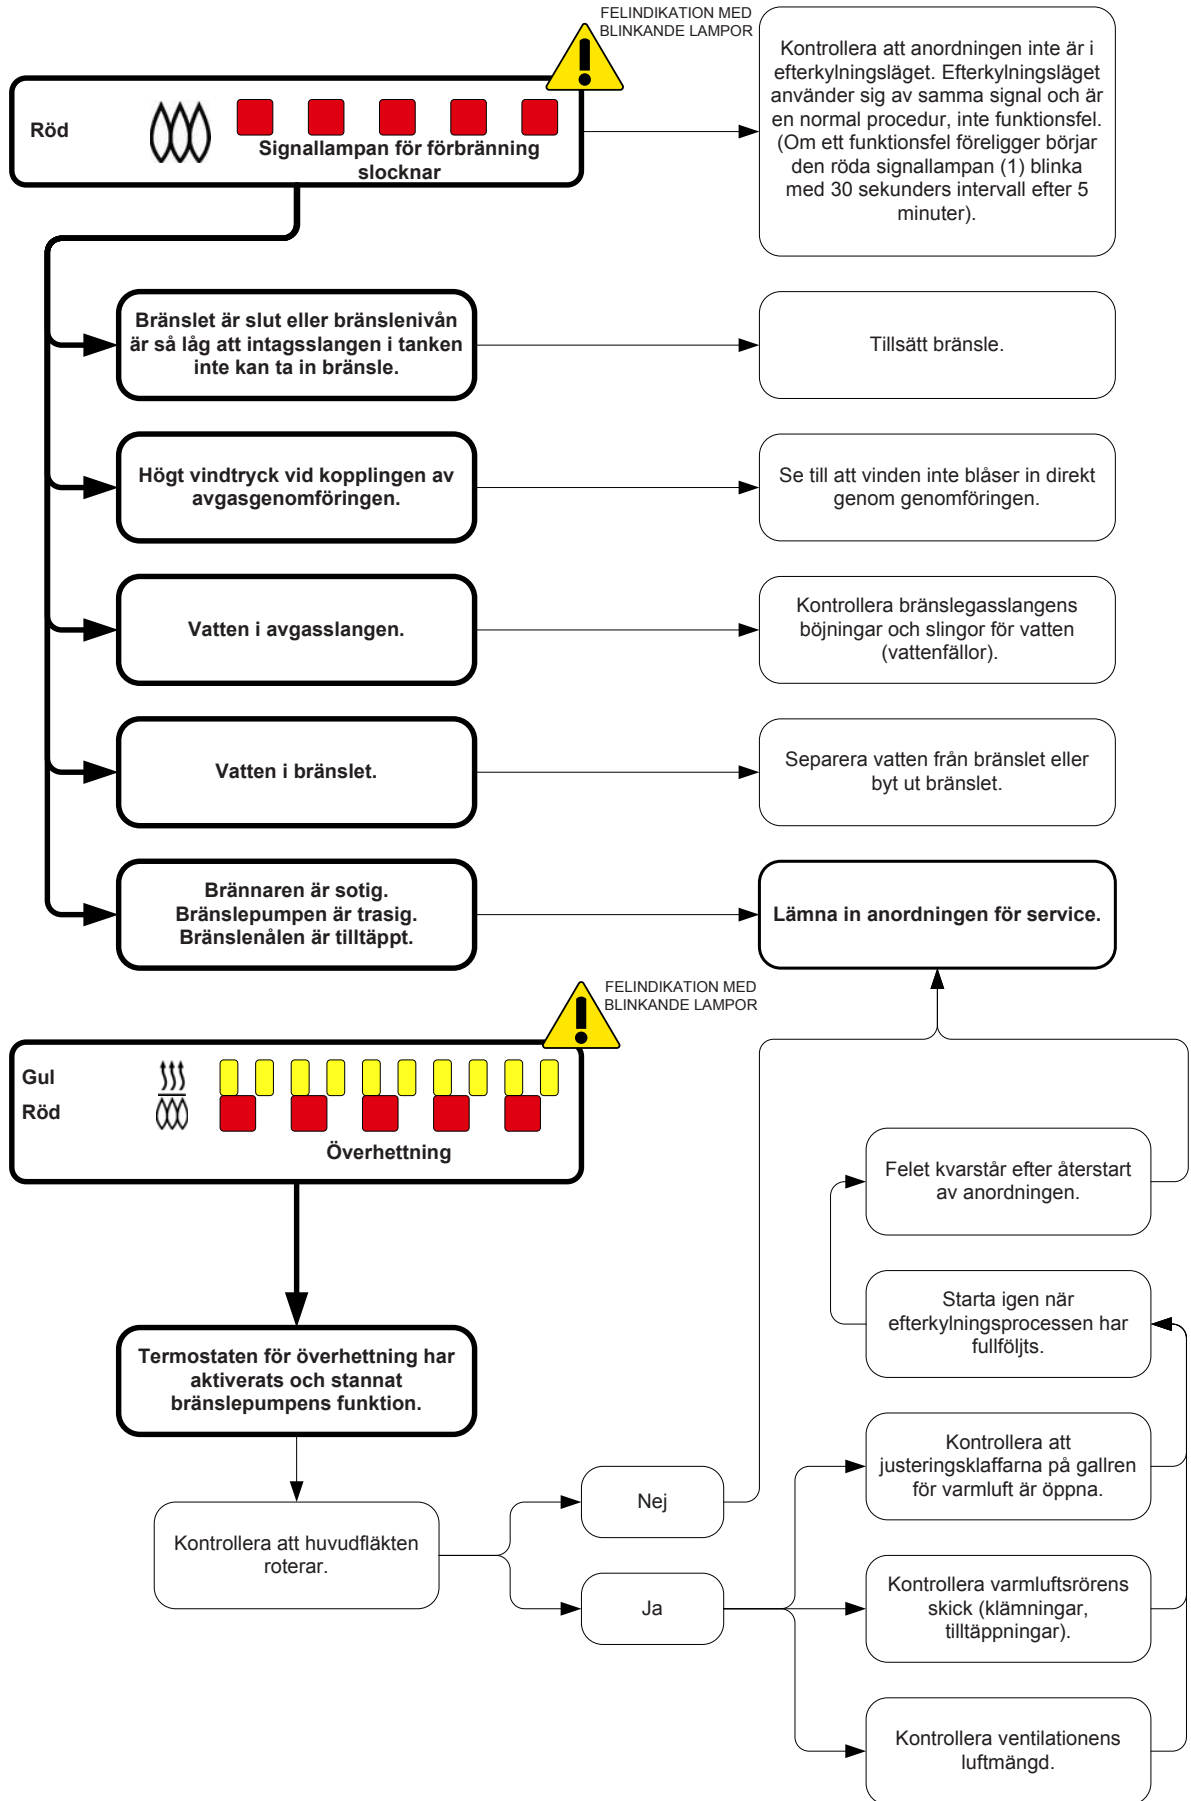 FELINDIKATION MED
BLINKANDE LAMPOR
Röd
Signallampan för förbränning
slocknar
Kontrollera att anordningen inte är i
efterkylningsläget. Efterkylningsläget
använder sig av samma signal och är
en normal procedur, inte funktionsfel.
(Om ett funktionsfel föreligger börjar
den röda signallampan (1) blinka
med 30 sekunders intervall efter 5
minuter).
Bränslet är slut eller bränslenivån
är så låg att intagsslangen i tanken
inte kan ta in bränsle.
Tillsätt bränsle.
Högt vindtryck vid kopplingen av
avgasgenomföringen.
Se till att vinden inte blåser in direkt
genom genomföringen.
Vatten i avgasslangen.
Kontrollera bränslegasslangens
böjningar och slingor för vatten
(vattenfällor).
Vatten i bränslet.
Separera vatten från bränslet eller
byt ut bränslet.
Brännaren är sotig.
Bränslepumpen är trasig.
Bränslenålen är tilltäppt.
Lämna in anordningen för service.
FELINDIKATION MED
BLINKANDE LAMPOR
Gul
Röd
Överhettning
Felet kvarstår efter återstart
av anordningen.
Starta igen när
efterkylningsprocessen har
fullföljts.
Termostaten för överhettning har
aktiverats och stannat
bränslepumpens funktion.
Kontrollera att
justeringsklaffarna på gallren
för varmluft är öppna.
Nej
Kontrollera att huvudfläkten
roterar.
Ja
Kontrollera varmluftsrörens
skick (klämningar,
tilltäppningar).
Kontrollera ventilationens
luftmängd.